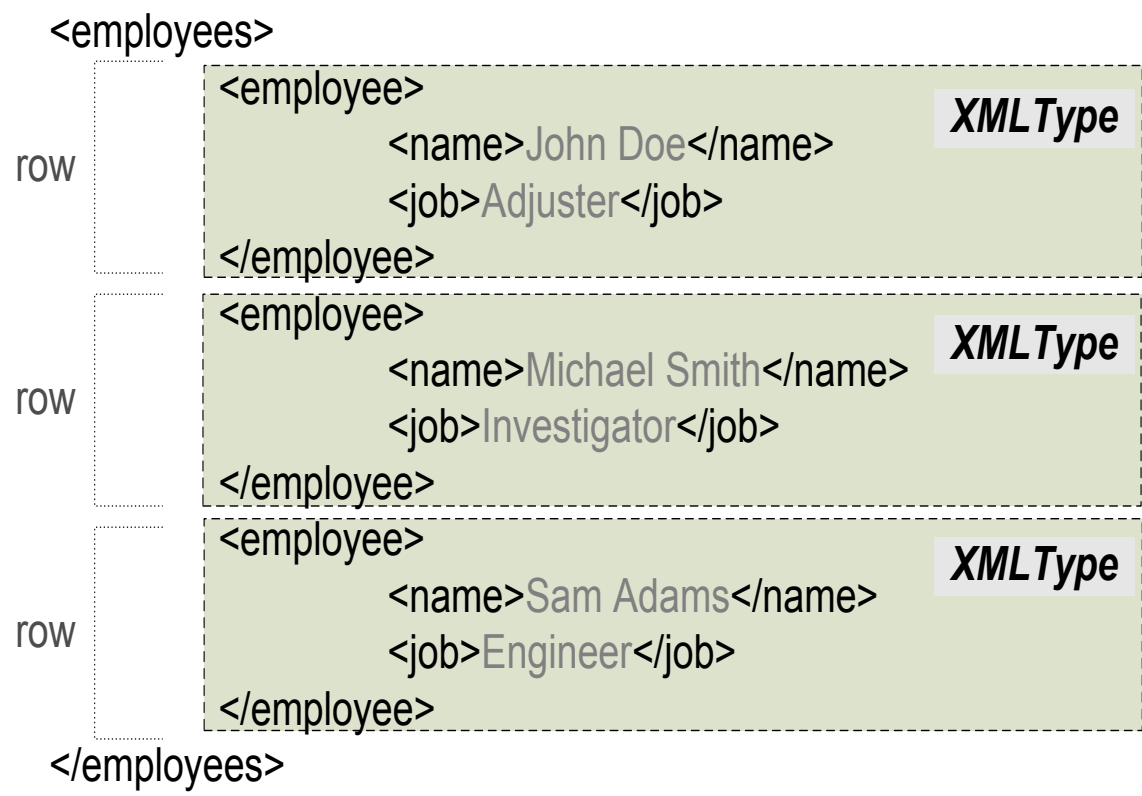 <employees>
<employee>
XMLType
<name>John Doe</name>
row
<job>Adjuster</job>
</employee>
<employee>
XMLType
<name>Michael Smith</name>
row
<job>Investigator</job>
</employee>
<employee>
XMLType
<name>Sam Adams</name>
row
<job>Engineer</job>
</employee>
</employees>